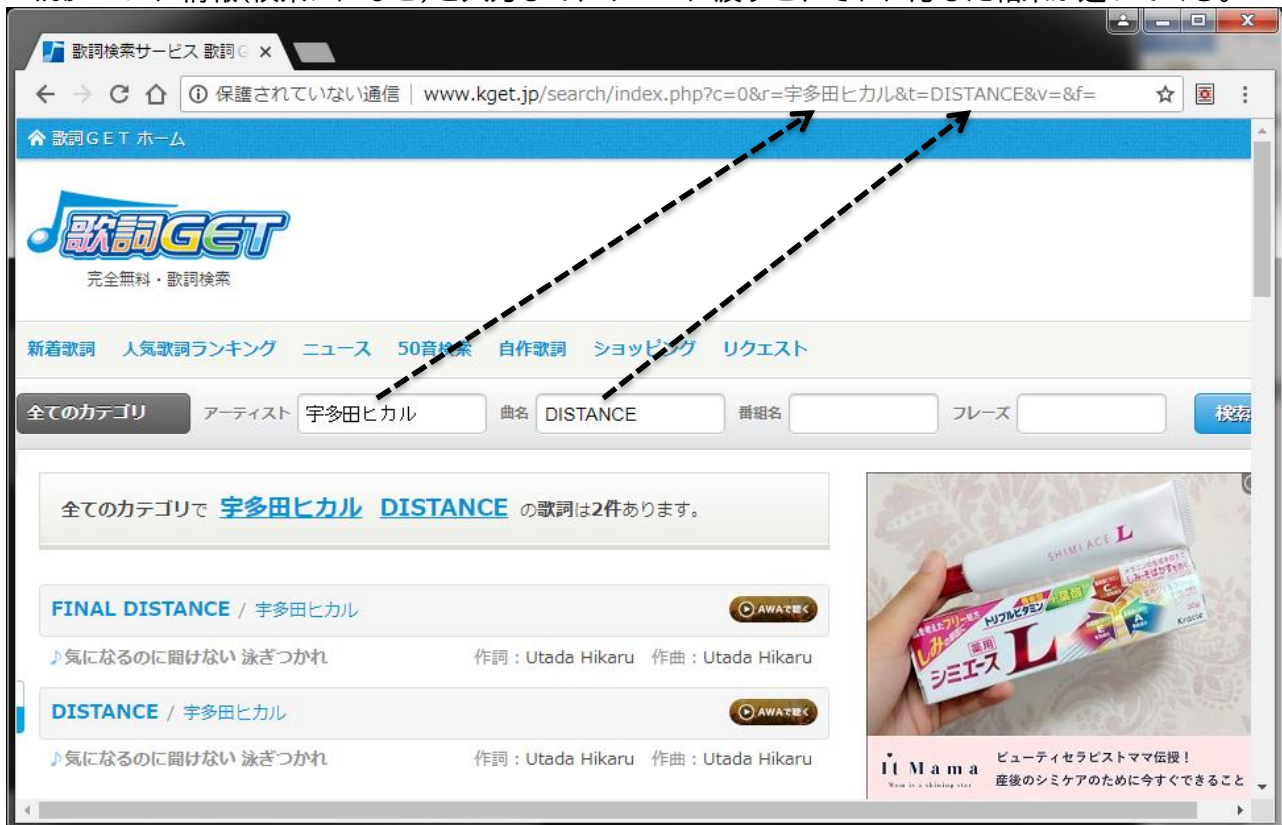 歌詞検索サービス 歌詞G
保護されていない通信 | www.kget.jp/search/index.php?c=0&r=宇多田ヒカル&t=DISTANCE&v=&f=
歌詞GET ホーム
歌詞GET
完全無料・歌詞検索
新着歌詞 人気歌詞ランキング ニュース 50音検索 自作歌詞 ショッピング リクエスト
全てのカテゴリ アーティスト 宇多田ヒカル 曲名 DISTANCE 番組名 フレーズ 検索
全てのカテゴリで 宇多田ヒカル DISTANCE の歌詞は2件あります。
FINAL DISTANCE / 宇多田ヒカル
AWAで聴く
♪気になるのに聞けない 泳ぎつかれ 作詞：Utada Hikaru 作曲：Utada Hikaru
DISTANCE / 宇多田ヒカル
AWAで聴く
♪気になるのに聞けない 泳ぎつかれ 作詞：Utada Hikaru 作曲：Utada Hikaru
SHIMI ACE L
トリプルビタミン
薬用
シミエース L
Kracie
It Mama
Mom is a shining star
ビューティセラピストママ伝授！
産後のシミケアのために今すぐできること